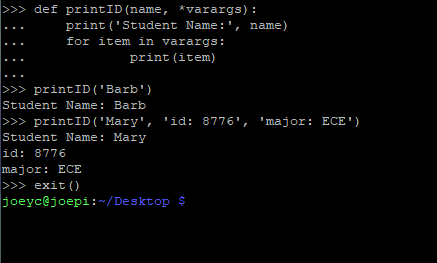 >>> def printID(name, *varargs):
...     print('Student Name:', name)
...     for item in varargs:
...             print(item)
...
>>> printID('Barb')
Student Name: Barb
>>> printID('Mary', 'id: 8776', 'major: ECE')
Student Name: Mary
id: 8776
major: ECE
>>> exit()
joeyc@joepi:~/Desktop $